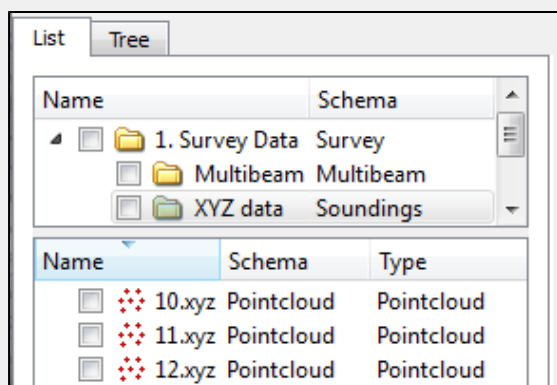 List Tree
Name Schema
1. Survey Data Survey
Multibeam Multibeam
XYZ data Soundings
Name Schema Type
10.xyz Pointcloud Pointcloud
11.xyz Pointcloud Pointcloud
12.xyz Pointcloud Pointcloud